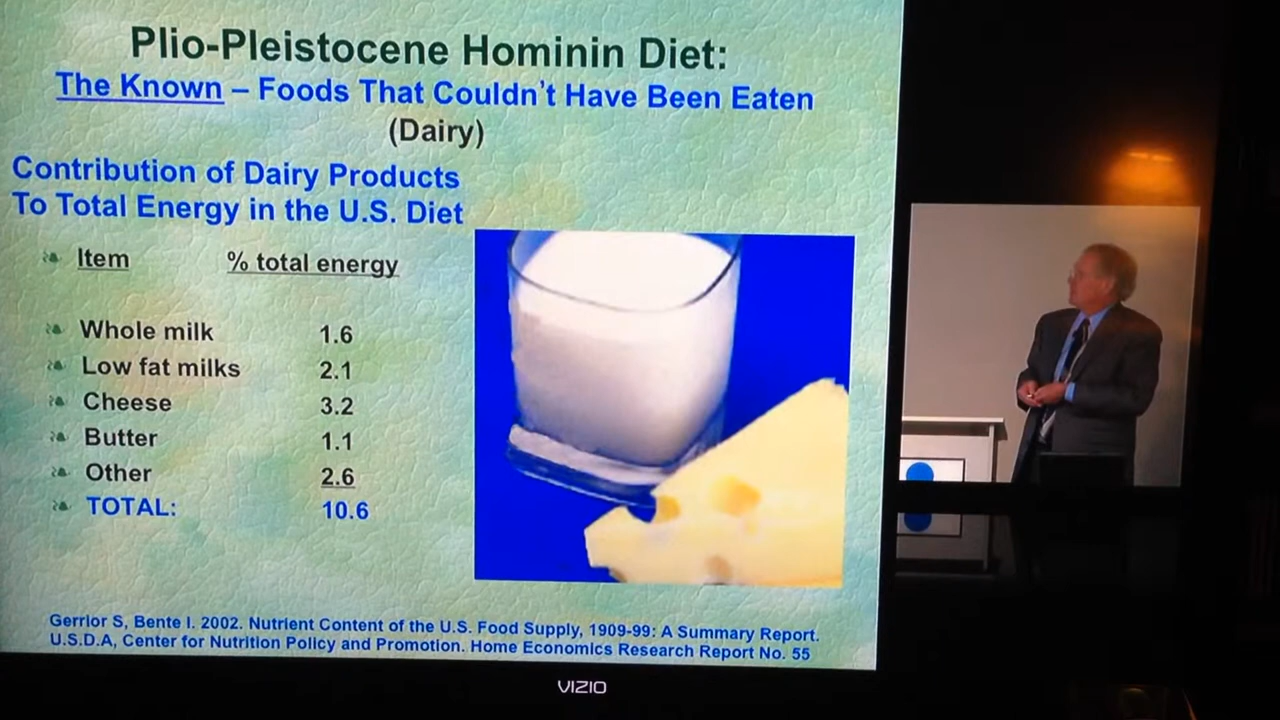 Plio-Pleistocene Hominin Diet:
The Known – Foods That Couldn't Have Been Eaten
(Dairy)
Contribution of Dairy Products
To Total Energy in the U.S. Diet
Item % total energy
Whole milk 1.6
Low fat milks 2.1
Cheese 3.2
Butter 1.1
Other 2.6
TOTAL: 10.6
Gerrior S, Bente I. 2002. Nutrient Content of the U.S. Food Supply, 1909-99: A Summary Report.
U.S.D.A, Center for Nutrition Policy and Promotion. Home Economics Research Report No. 55
VIZIO